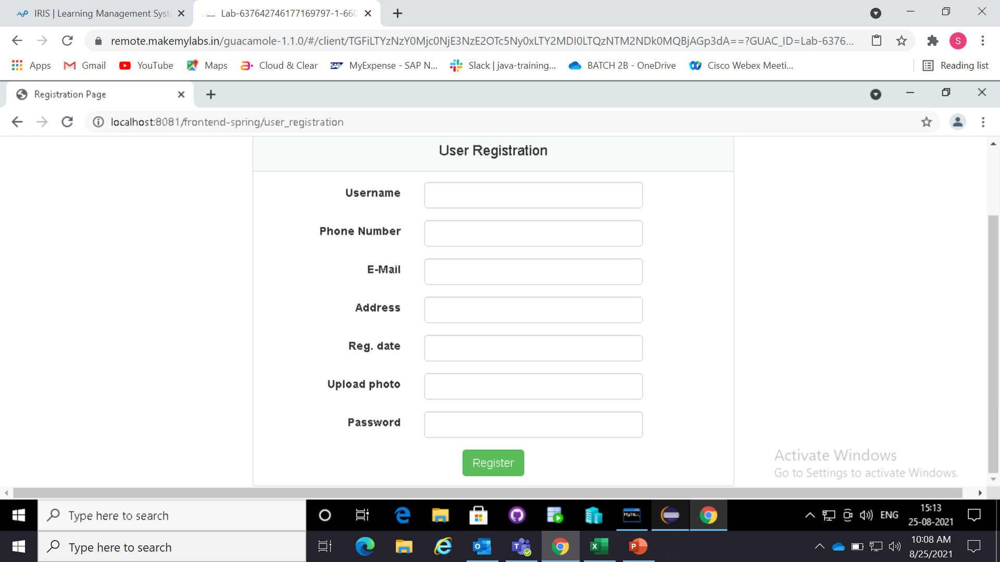 IRIS | Learning Management Syst
Lab-637642746177169797-1-660
remote.makemylabs.in/guacamole-1.1.0/#/client/TGFiLTYzNzY0Mjc0NjE3NzE2OTc5Ny0xLTY2MDI0LTQzNTM2NDk0MQBjAGp3dA==?GUAC_ID=Lab-6376...
S
Apps
Gmail
YouTube
Maps
Cloud & Clear
SAP
MyExpense - SAP N...
Slack | java-training...
BATCH 2B - OneDrive
Cisco Webex Meeti...
Reading list
Registration Page
localhost:8081/frontend-spring/user_registration
User Registration
Username
Phone Number
E-Mail
Address
Reg. date
Upload photo
Password
Register
Activate Windows
Go to Settings to activate Windows.
Type here to search
ENG
15:13
25-08-2021
Type here to search
10:08 AM
8/25/2021